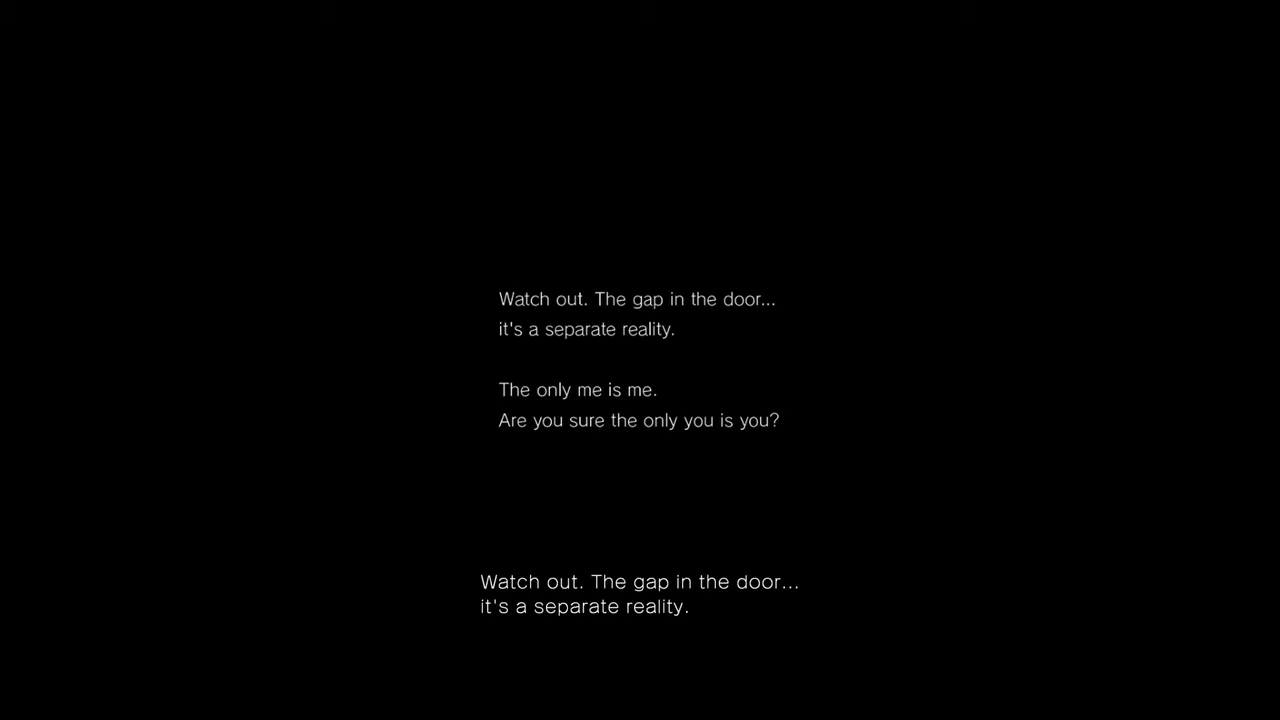 Watch out. The gap in the door...
it's a separate reality.
The only me is me.
Are you sure the only you is you?
Watch out. The gap in the door...
it's a separate reality.